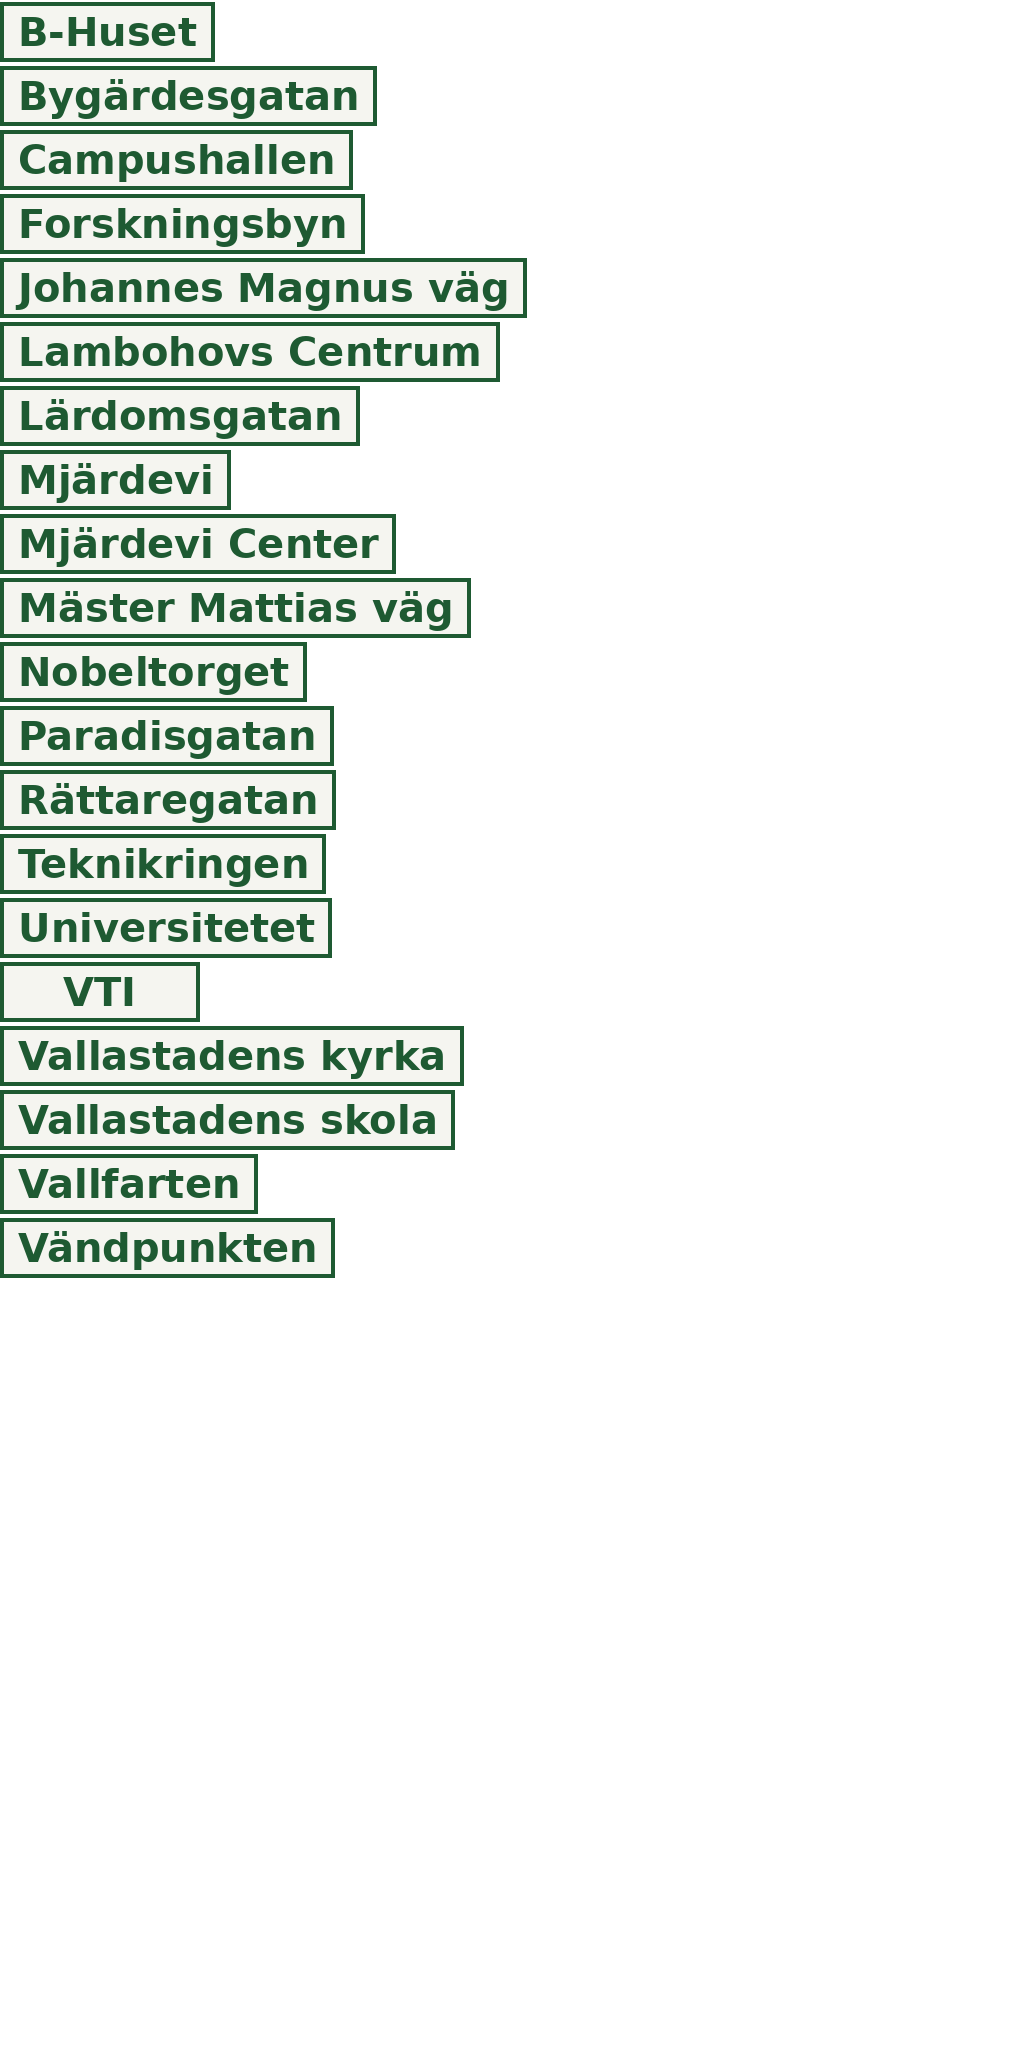 B-Huset
Bygärdesgatan
Campushallen
Forskningsbyn
Johannes Magnus väg
Lambohovs Centrum
Lärdomsgatan
Mjärdevi
Mjärdevi Center
Mäster Mattias väg
Nobeltorget
Paradisgatan
Rättaregatan
Teknikringen
Universitetet
VTI
Vallastadens kyrka
Vallastadens skola
Vallfarten
Vändpunkten